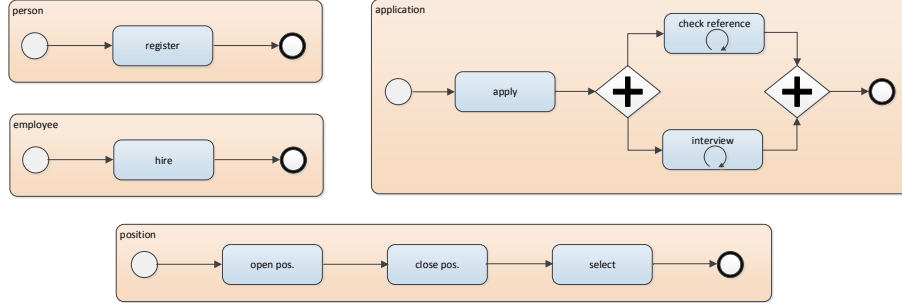 person
register
employee
hire
application
check reference
apply
interview
position
open pos.
close pos.
select